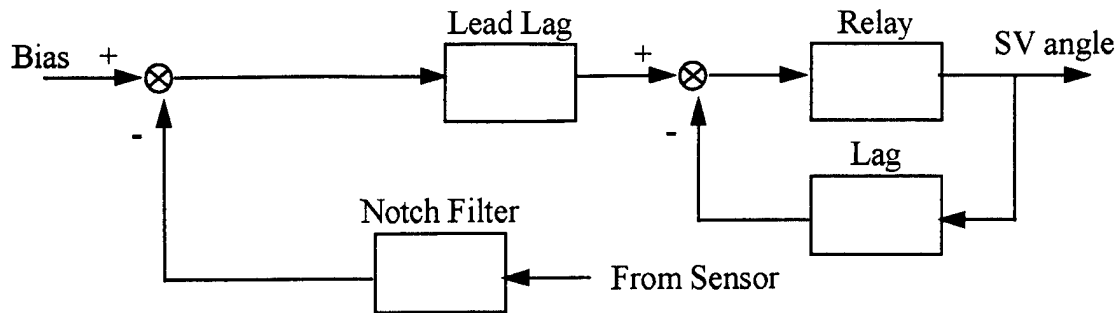 Lead Lag
Relay
SV angle
Bias
+
+
-
-
Lag
Notch Filter
From Sensor